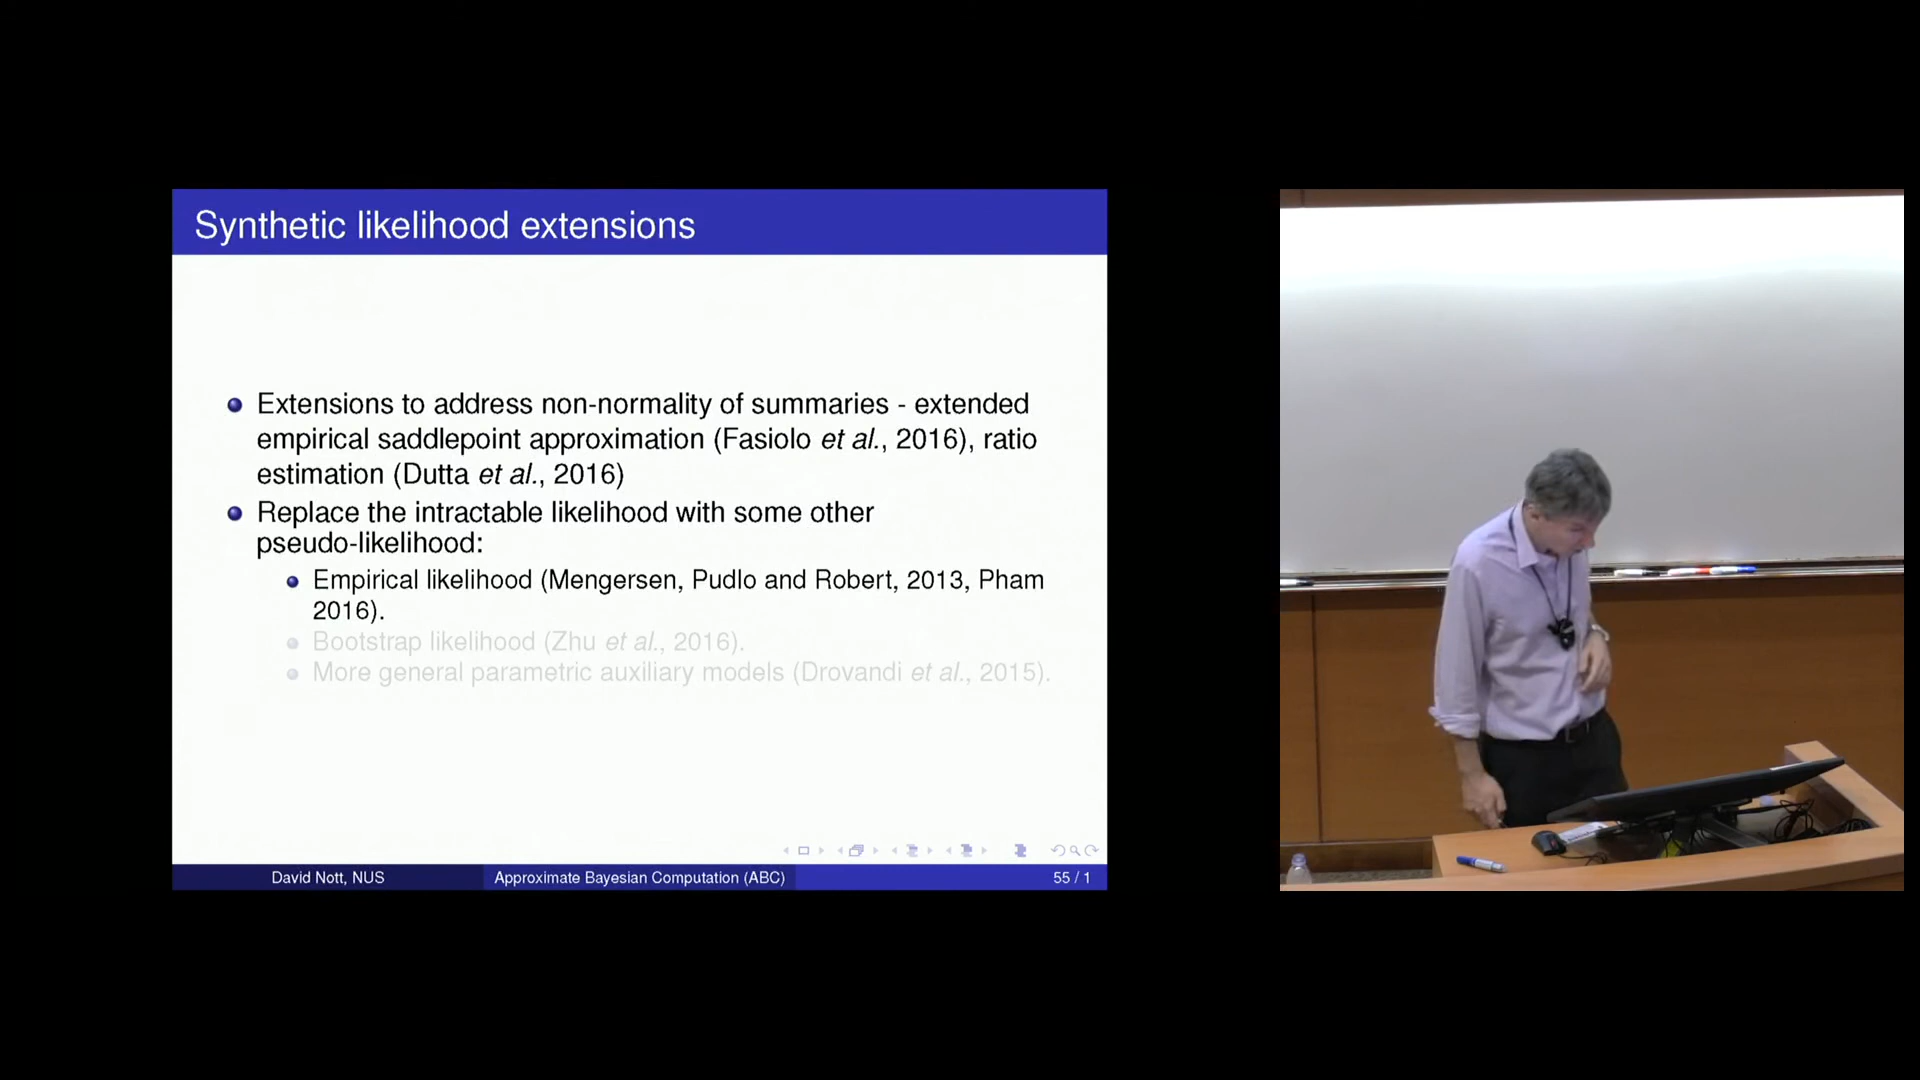 Synthetic likelihood extensions
Extensions to address non-normality of summaries - extended
empirical saddlepoint approximation (Fasiolo et al., 2016), ratio
estimation (Dutta et al., 2016)
Replace the intractable likelihood with some other
pseudo-likelihood:
Empirical likelihood (Mengersen, Pudlo and Robert, 2013, Pham
2016).
Bootstrap likelihood (Zhu et al., 2016).
More general parametric auxiliary models (Drovandi et al., 2015).
David Nott, NUS
Approximate Bayesian Computation (ABC)
55 / 1